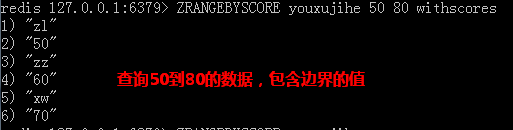 redis 127.0.0.1:6379> ZRANGEBYSCORE youxujihe 50 80 withscores
1) "zl"
2) "50"
3) "zz"
4) "60"
查询50到80的数据，包含边界的值
5) "xw"
6) "70"